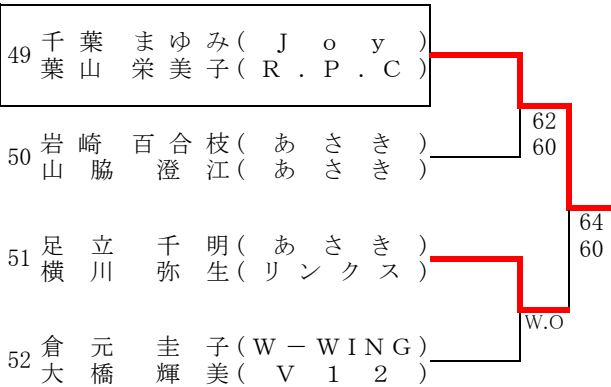 49 千葉 まゆみ(Joy)
葉山 栄美子(R.P.C)
62
60
50 岩崎 百合枝(あさき)
山脇 澄江(あさき)
64
60
51 足立 千明(あさき)
横川 弥生(リンクス)
W.O
52 倉元 圭子(W-WING)
大橋 輝美(V12)